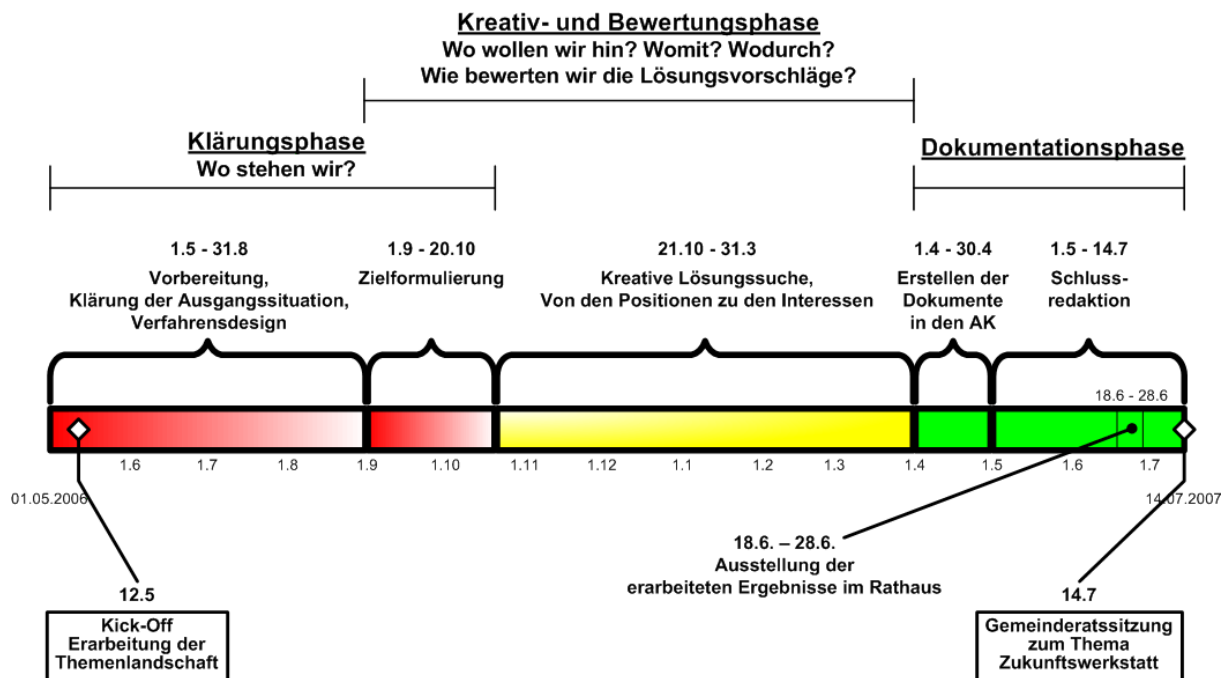 Kreativ- und Bewertungsphase
Wo wollen wir hin? Womit? Wodurch?
Wie bewerten wir die Lösungsvorschläge?
Klärungsphase
Wo stehen wir?
Dokumentationsphase
1.5 - 31.8
Vorbereitung,
Klärung der Ausgangssituation,
Verfahrensdesign
1.9 - 20.10
Zielformulierung
21.10 - 31.3
Kreative Lösungssuche,
Von den Positionen zu den Interessen
1.4 - 30.4
Erstellen der
Dokumente
in den AK
1.5 - 14.7
Schluss-
redaktion
18.6 - 28.6
1.6 1.7 1.8 1.9 1.10 1.11 1.12 1.1 1.2 1.3 1.4 1.5 1.6 1.7
01.05.2006
14.07.2007
18.6. – 28.6.
Ausstellung der
erarbeiteten Ergebnisse im Rathaus
12.5
Kick-Off
Erarbeitung der
Themenlandschaft
14.7
Gemeinderatssitzung
zum Thema
Zukunftswerkstatt